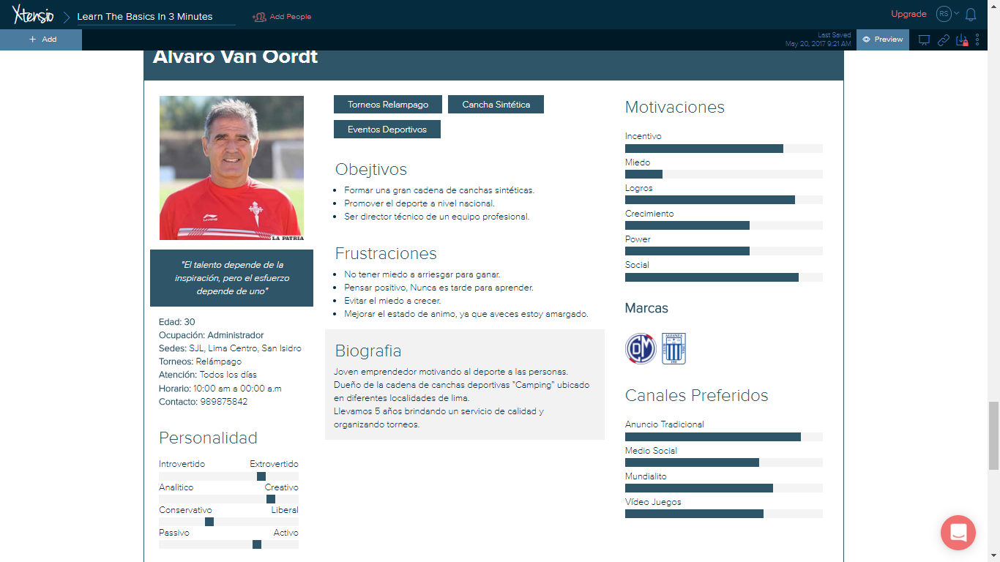 Xtensio
Learn The Basics In 3 Minutes
Add People
Upgrade
RS
+ Add
Last Saved
May 20, 2017 9:21 AM
Preview
Alvaro Van Oordt
LI-NING
LA PATRIA
"El talento depende de la
inspiración, pero el esfuerzo
depende de uno"
Edad: 30
Ocupación: Administrador
Sedes: SJL, Lima Centro, San Isidro
Torneos: Relámpago
Atención: Todos los días
Horario: 10:00 am a 00:00 a.m
Contacto: 989875842
Personalidad
Introvertido Extrovertido
Analitico Creativo
Conservativo Liberal
Passivo Activo
Torneos Relampago Cancha Sintética
Eventos Deportivos
Obejtivos
• Formar una gran cadena de canchas sintéticas.
• Promover el deporte a nivel nacional.
• Ser director técnico de un equipo profesional.
Frustraciones
• No tener miedo a arriesgar para ganar.
• Pensar positivo, Nunca es tarde para aprender.
• Evitar el miedo a crecer.
• Mejorar el estado de animo, ya que aveces estoy amargado.
Biografia
Joven emprendedor motivando al deporte a las personas.
Dueño de la cadena de canchas deportivas "Camping" ubicado
en diferentes localidades de lima.
Llevamos 5 años brindando un servicio de calidad y
organizando torneos.
Motivaciones
Incentivo
Miedo
Logros
Crecimiento
Power
Social
Marcas
CDM
ALIANZA
Canales Preferidos
Anuncio Tradicional
Medio Social
Mundialito
Vídeo Juegos